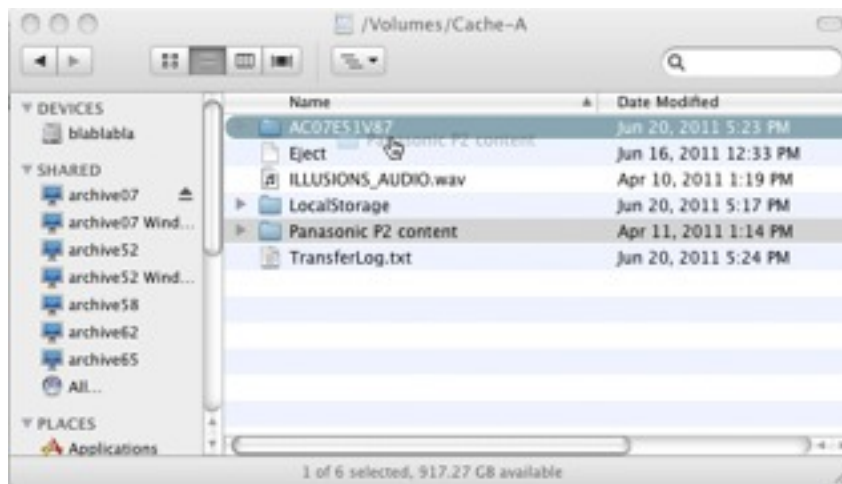 /Volumes/Cache-A
Name Date Modified
DEVICES
blablabla
SHARED
archive07
archive07 Wind...
archive52
archive52 Wind...
archive58
archive62
archive65
All...
PLACES
Applications
AC07E51V87 Jun 20, 2011 5:23 PM
Panasonic P2 content
Eject Jun 16, 2011 12:33 PM
ILLUSIONS_AUDIO.wav Apr 10, 2011 1:19 PM
LocalStorage Jun 20, 2011 5:17 PM
Panasonic P2 content Apr 11, 2011 1:14 PM
TransferLog.txt Jun 20, 2011 5:24 PM
1 of 6 selected, 917.27 GB available